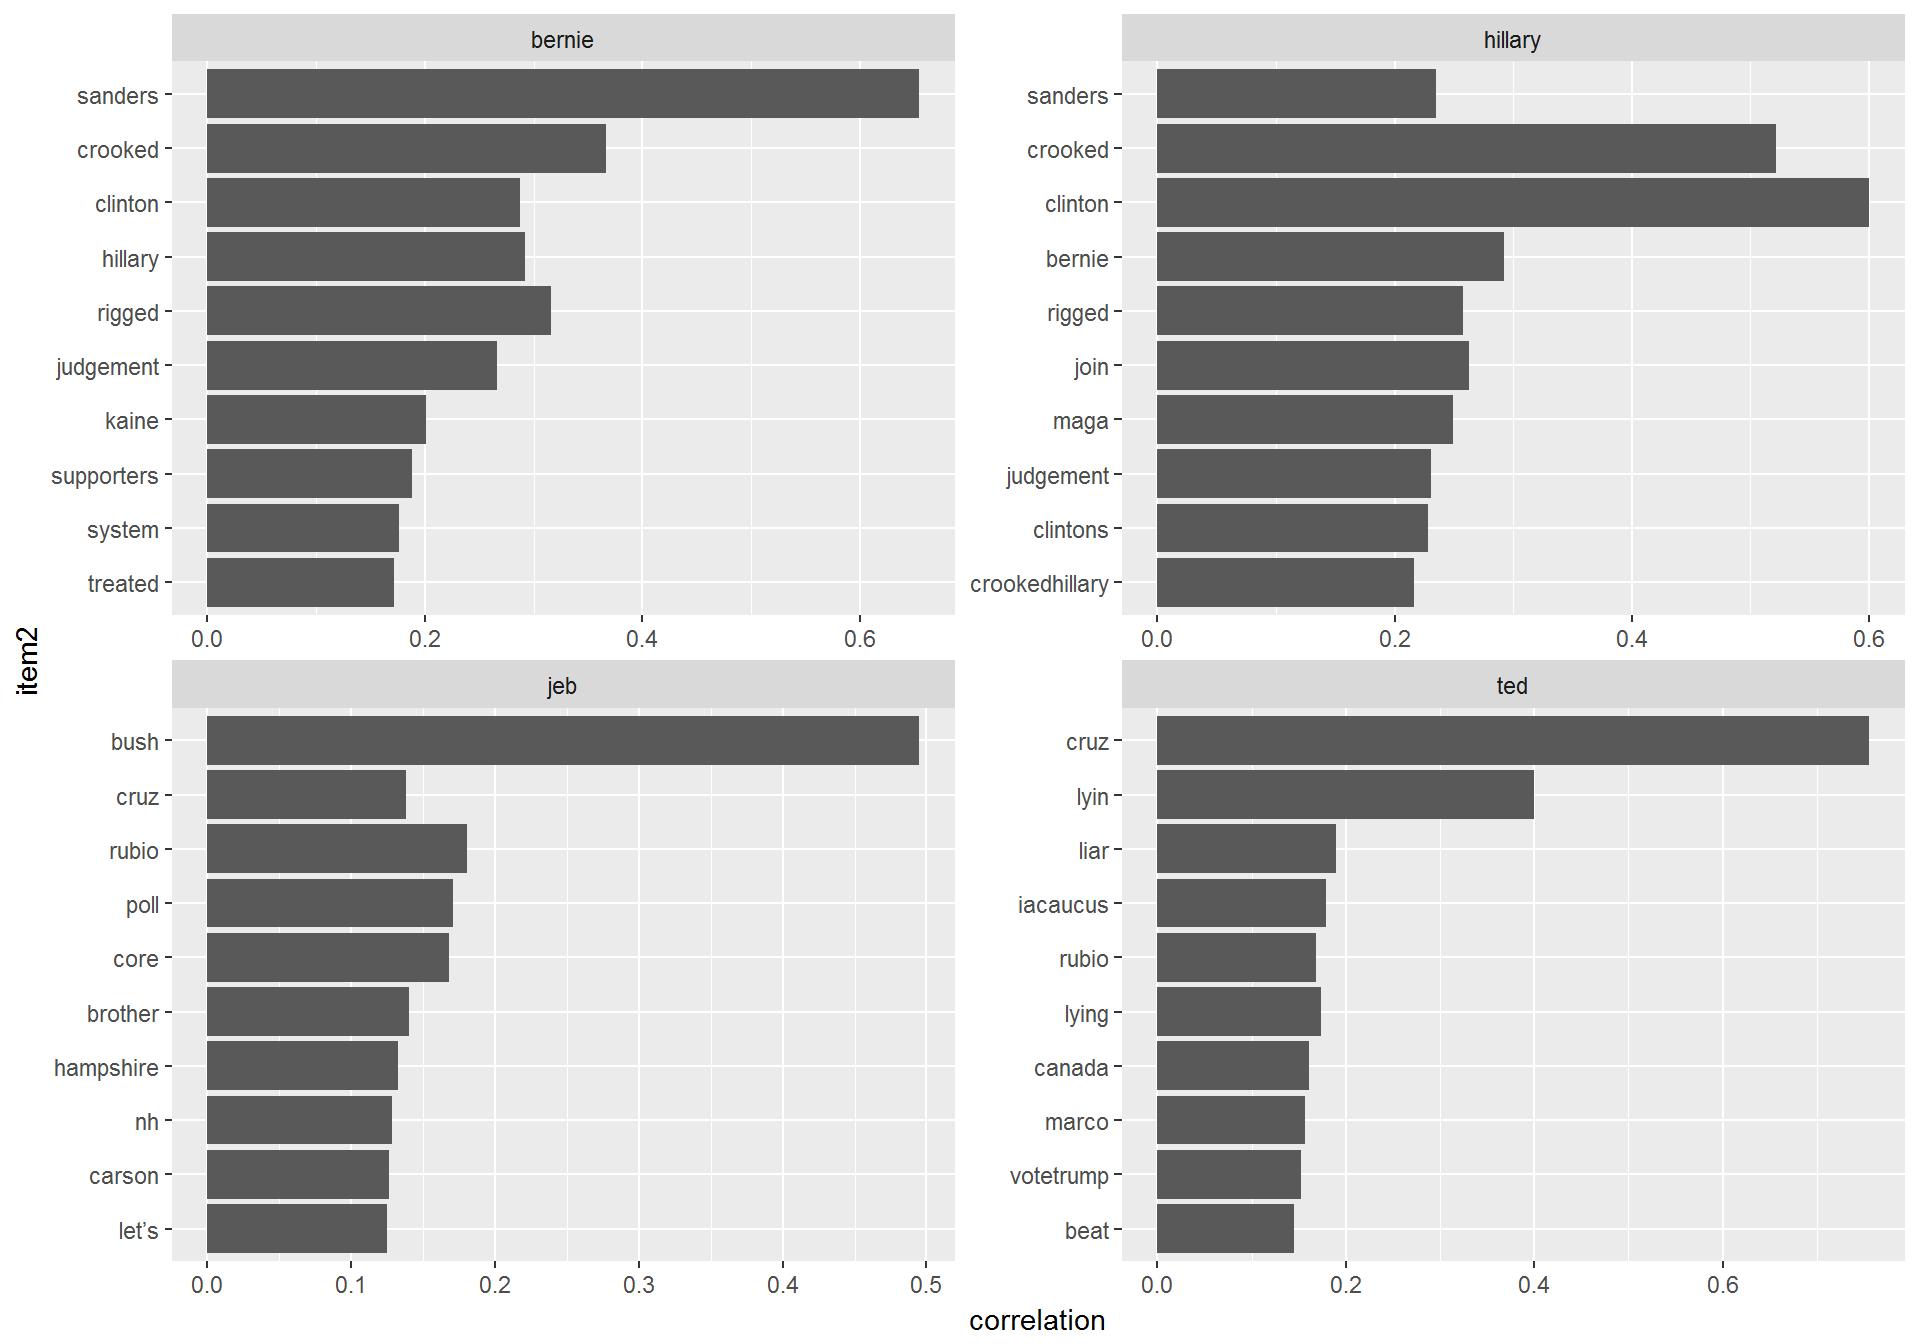 bernie
sanders
crooked
clinton
hillary
rigged
judgement
kaine
supporters
system
treated
0.0 0.2 0.4 0.6
hillary
sanders
crooked
clinton
bernie
rigged
join
maga
judgement
clintons
crookedhillary
0.0 0.2 0.4 0.6
item2
jeb
bush
cruz
rubio
poll
core
brother
hampshire
nh
carson
let’s
0.0 0.1 0.2 0.3 0.4 0.5
ted
cruz
lyin
liar
iacaucus
rubio
lying
canada
marco
votetrump
beat
0.0 0.2 0.4 0.6
correlation